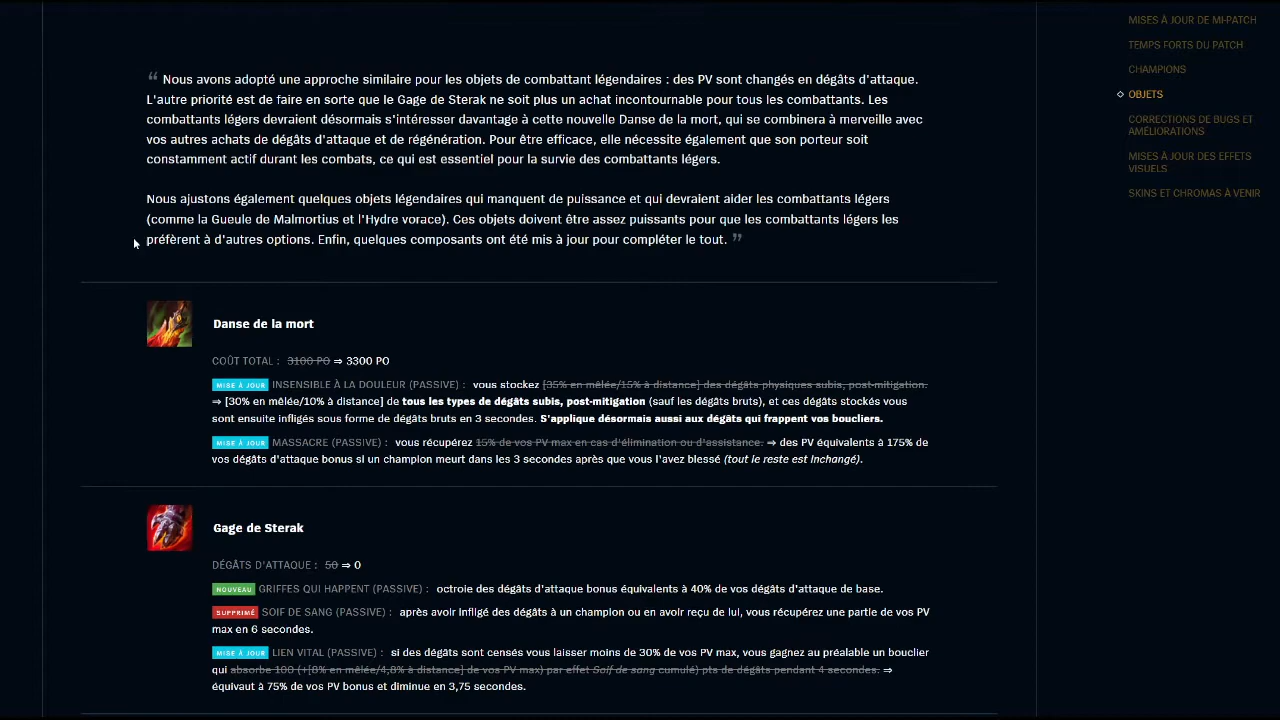 “ Nous avons adopté une approche similaire pour les objets de combattant légendaires : des PV sont changés en dégâts d'attaque.
L'autre priorité est de faire en sorte que le Gage de Sterak ne soit plus un achat incontournable pour tous les combattants. Les
combattants légers devraient désormais s'intéresser davantage à cette nouvelle Danse de la mort, qui se combinera à merveille avec
vos autres achats de dégâts d'attaque et de régénération. Pour être efficace, elle nécessite également que son porteur soit
constamment actif durant les combats, ce qui est essentiel pour la survie des combattants légers.
Nous ajustons également quelques objets légendaires qui manquent de puissance et qui devraient aider les combattants légers
(comme la Gueule de Malmortius et l'Hydre vorace). Ces objets doivent être assez puissants pour que les combattants légers les
préfèrent à d'autres options. Enfin, quelques composants ont été mis à jour pour compléter le tout. ”
Danse de la mort
COÛT TOTAL : 3100 PO ⇒ 3300 PO
MISE À JOUR INSENSIBLE À LA DOULEUR (PASSIVE) : vous stockez [35% en mêlée/15% à distance] des dégâts physiques subis, post-mitigation.
⇒ [30% en mêlée/10% à distance] de tous les types de dégâts subis, post-mitigation (sauf les dégâts bruts), et ces dégâts stockés vous
sont ensuite infligés sous forme de dégâts bruts en 3 secondes. S'applique désormais aussi aux dégâts qui frappent vos boucliers.
MISE À JOUR MASSACRE (PASSIVE) : vous récupérez 15% de vos PV max en cas d'élimination ou d'assistance. ⇒ des PV équivalents à 175% de
vos dégâts d'attaque bonus si un champion meurt dans les 3 secondes après que vous l'avez blessé (tout le reste est inchangé).
Gage de Sterak
DÉGÂTS D'ATTAQUE : 50 ⇒ 0
NOUVEAU GRIFFES QUI HAPPENT (PASSIVE) : octroie des dégâts d'attaque bonus équivalents à 40% de vos dégâts d'attaque de base.
SUPPRIMÉ SOIF DE SANG (PASSIVE) : après avoir infligé des dégâts à un champion ou en avoir reçu de lui, vous récupérez une partie de vos PV
max en 6 secondes.
MISE À JOUR LIEN VITAL (PASSIVE) : si des dégâts sont censés vous laisser moins de 30% de vos PV max, vous gagnez au préalable un bouclier
qui absorbe 100 (+[8% en mêlée/4,8% à distance] de vos PV max) par effet Soif de sang cumulé) pts de dégâts pendant 4 secondes. ⇒
équivaut à 75% de vos PV bonus et diminue en 3,75 secondes.
MISES À JOUR DE MI-PATCH
TEMPS FORTS DU PATCH
CHAMPIONS
OBJETS
CORRECTIONS DE BUGS ET
AMÉLIORATIONS
MISES À JOUR DES EFFETS
VISUELS
SKINS ET CHROMAS À VENIR